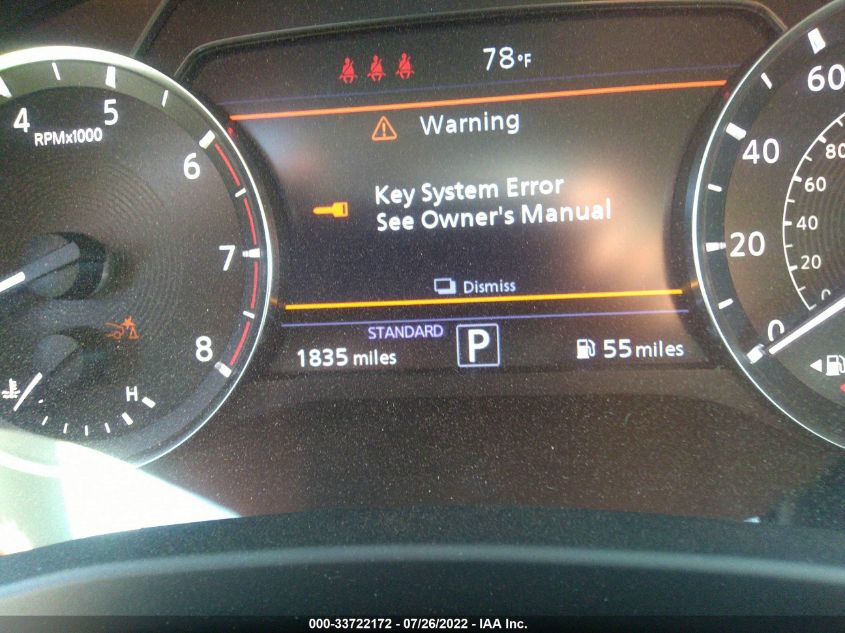 78°F
Warning
Key System Error
See Owner's Manual
Dismiss
STANDARD
1835 miles
P
55 miles
4
5
RPMx1000
6
7
8
H
60
40
20
0
80
60
40
20
0
000-33722172 - 07/26/2022 - IAA Inc.